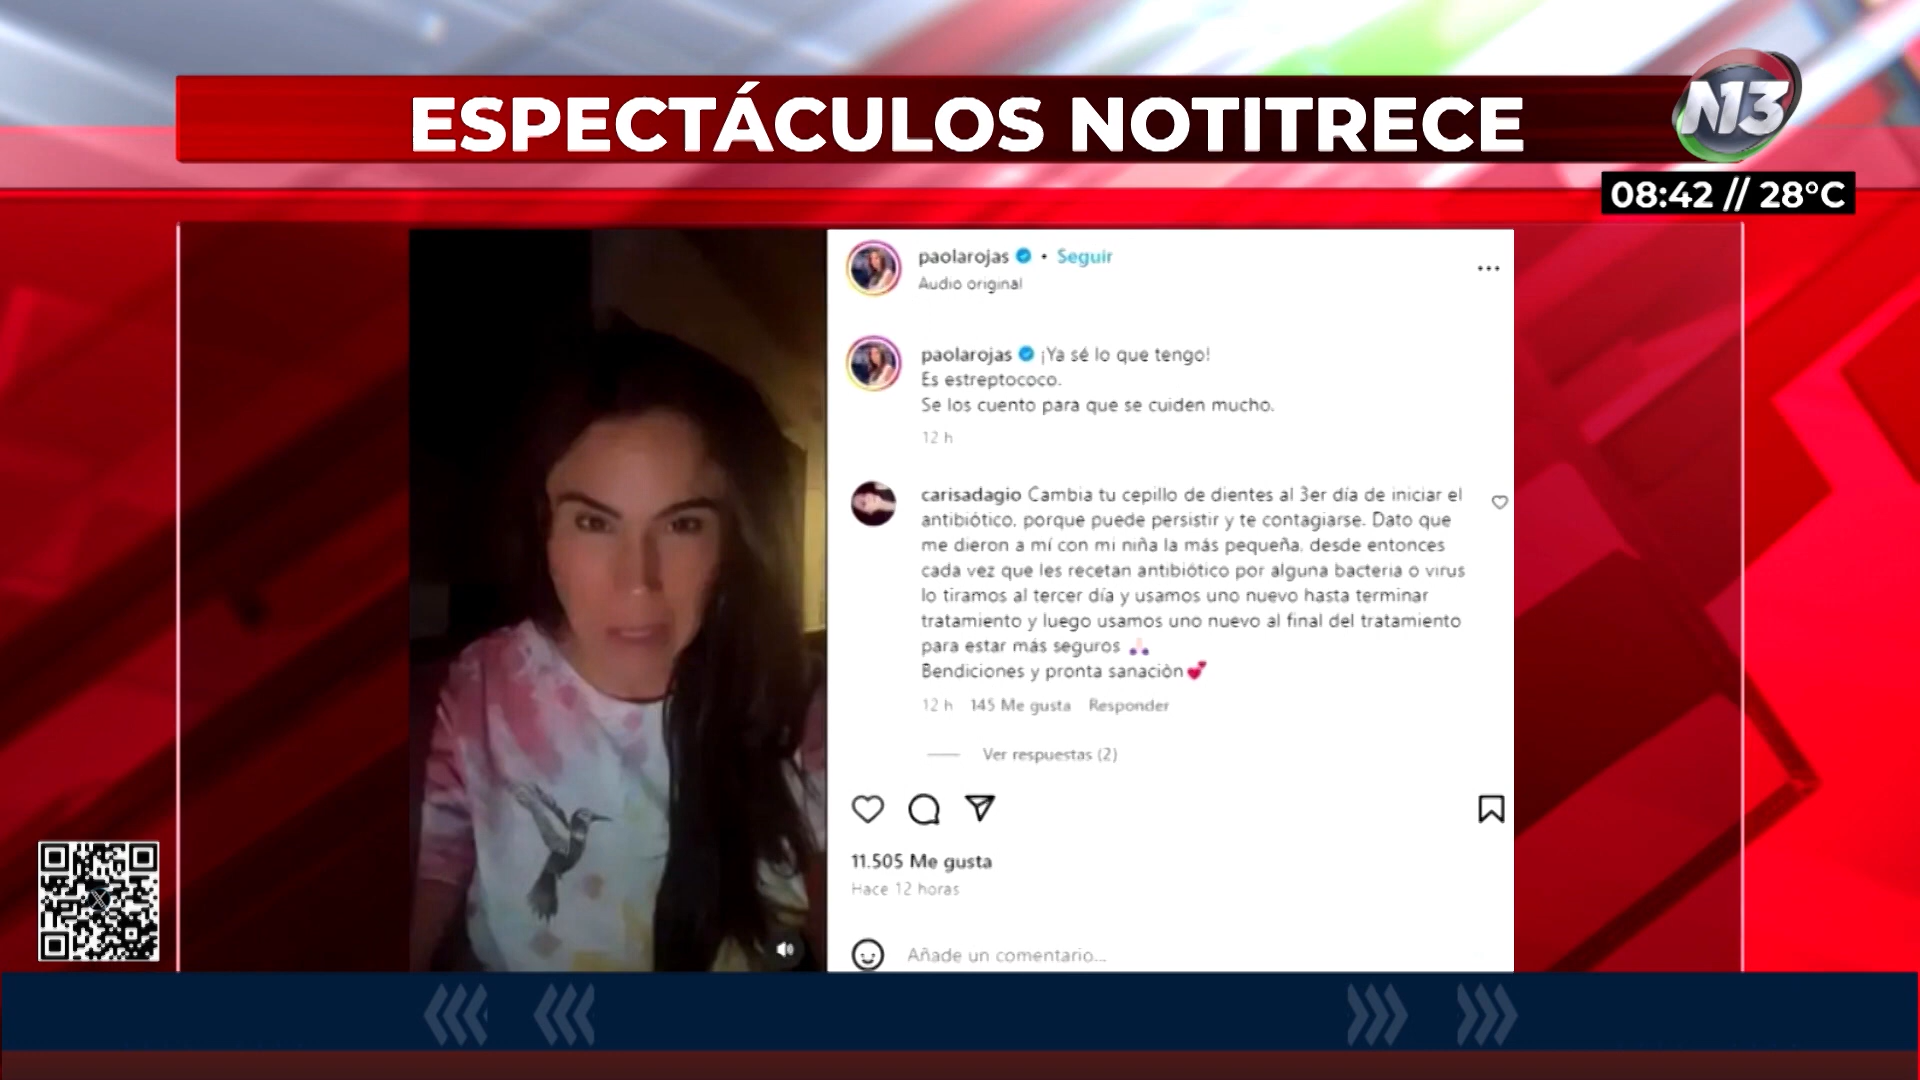 ESPECTÁCULOS NOTITRECE
N13
08:42 // 28°C
paolarojas • Seguir
Audio original
paolarojas ¡Ya sé lo que tengo!
Es estreptococo.
Se los cuento para que se cuiden mucho.
12 h
carisadagio Cambia tu cepillo de dientes al 3er día de iniciar el
antibiótico, porque puede persistir y te contagiarse. Dato que
me dieron a mí con mi niña la más pequeña, desde entonces
cada vez que les recetan antibiótico por alguna bacteria o virus
lo tiramos al tercer día y usamos uno nuevo hasta terminar
tratamiento y luego usamos uno nuevo al final del tratamiento
para estar más seguros 🙏🏻
Bendiciones y pronta sanación💕
12 h 145 Me gusta Responder
Ver respuestas (2)
11.505 Me gusta
Hace 12 horas
Añade un comentario...